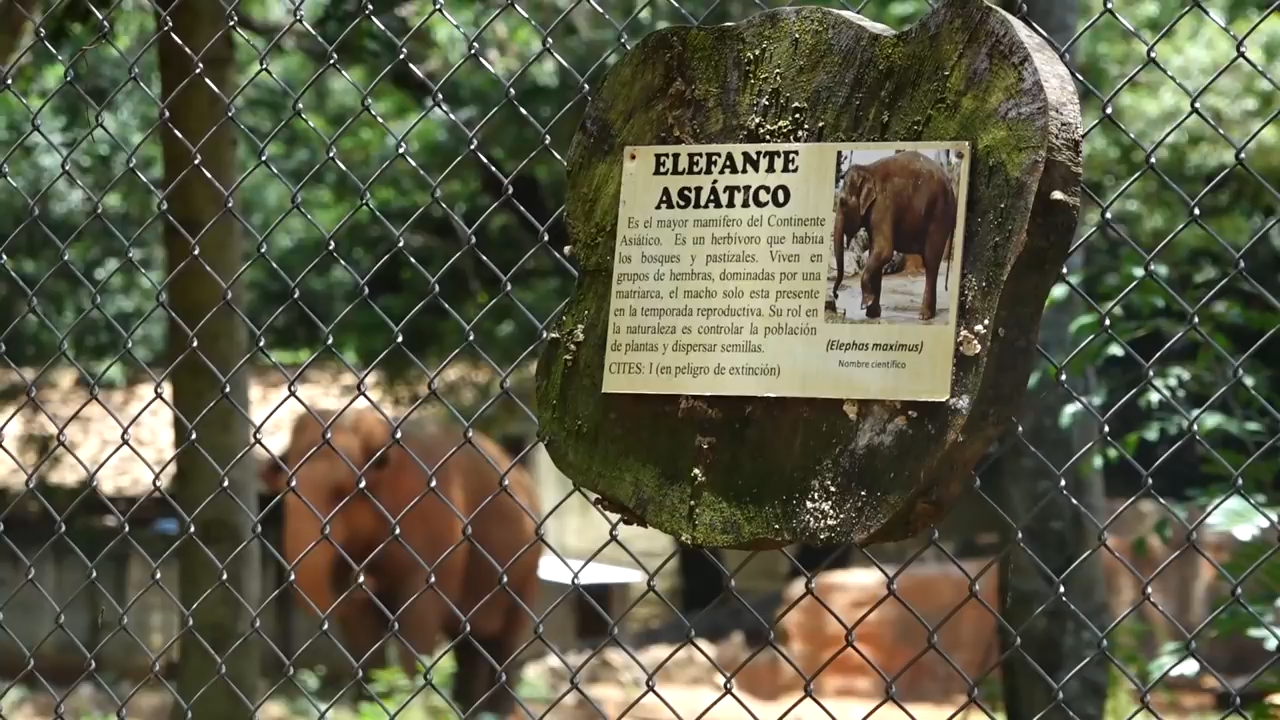 ELEFANTE
ASIÁTICO
Es el mayor mamífero del Continente
Asiático. Es un herbívoro que habita
los bosques y pastizales. Viven en
grupos de hembras, dominadas por una
matriarca, el macho solo esta presente
en la temporada reproductiva. Su rol en
la naturaleza es controlar la población
de plantas y dispersar semillas.
CITES: I (en peligro de extinción)
(Elephas maximus)
Nombre científico